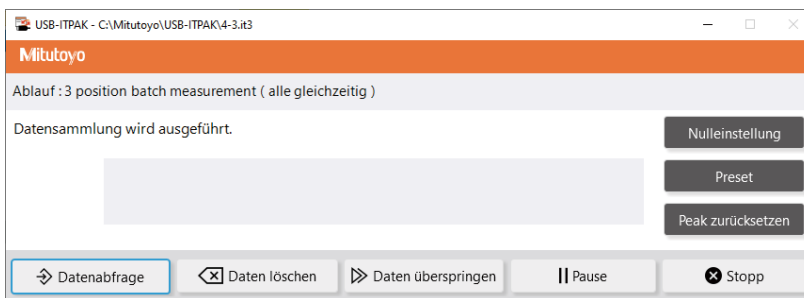 USB-ITPAK - C:\Mitutoyo\USB-ITPAK\4-3.it3
Mitutoyo
Ablauf : 3 position batch measurement ( alle gleichzeitig )
Datensammlung wird ausgeführt.
Nulleinstellung
Preset
Peak zurücksetzen
Datenabfrage
Daten löschen
Daten überspringen
Pause
Stopp